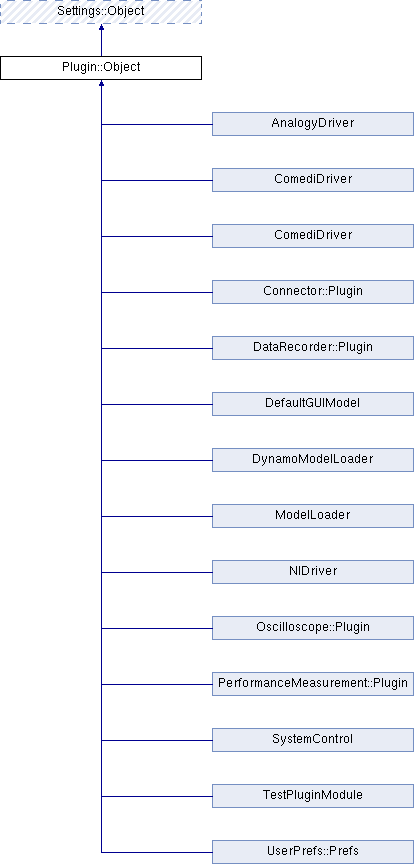 Settings::Object
Plugin::Object
AnalogyDriver
ComediDriver
ComediDriver
Connector::Plugin
DataRecorder::Plugin
DefaultGUIModel
DynamoModelLoader
ModelLoader
NIDriver
Oscilloscope::Plugin
PerformanceMeasurement::Plugin
SystemControl
TestPluginModule
UserPrefs::Prefs